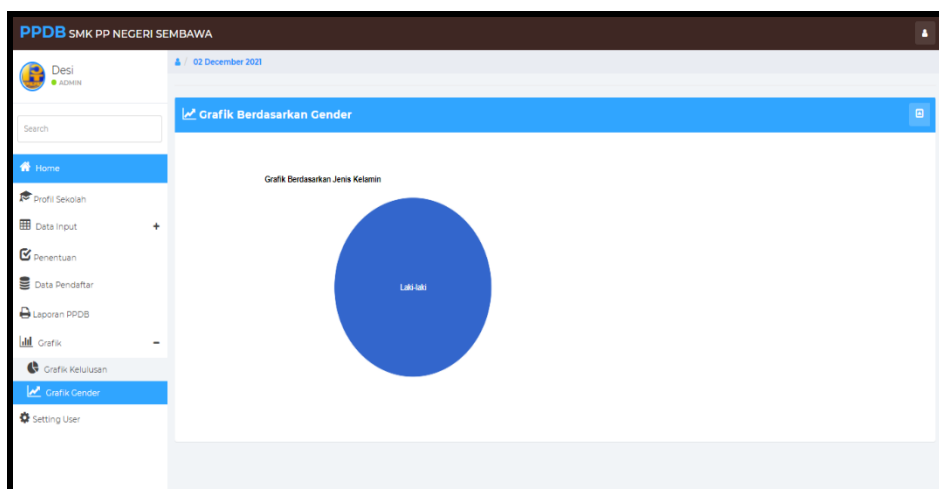 PPDB SMK PP NEGERI SEMBAWA
Desi
ADMIN
/ 02 December 2021
Search
Home
Profil Sekolah
Data Input
Penentuan
Data Pendaftar
Laporan PPDB
Grafik
Grafik Kelulusan
Grafik Gender
Setting User
Grafik Berdasarkan Gender
Grafik Berdasarkan Jenis Kelamin
Laki-laki